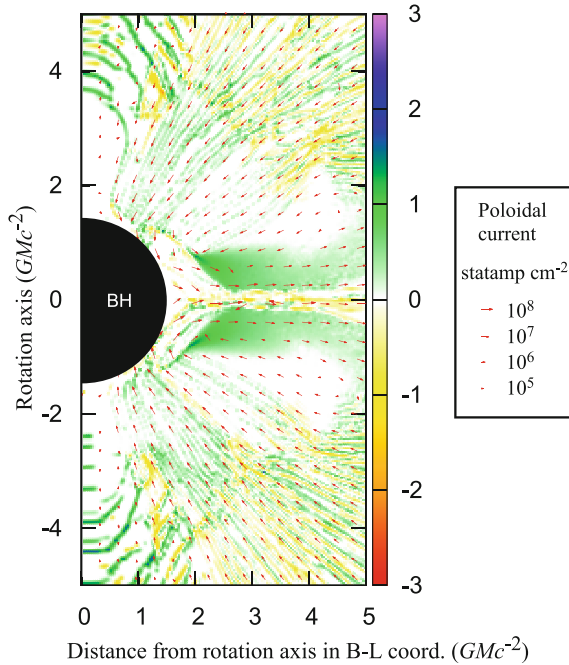 4
2
0
-2
-4
Rotation axis (GMc⁻²)
BH
0 1 2 3 4 5
Distance from rotation axis in B-L coord. (GMc⁻²)
3
2
1
0
-1
-2
-3
Poloidal
current
statamp cm⁻²
10⁸
10⁷
10⁶
10⁵